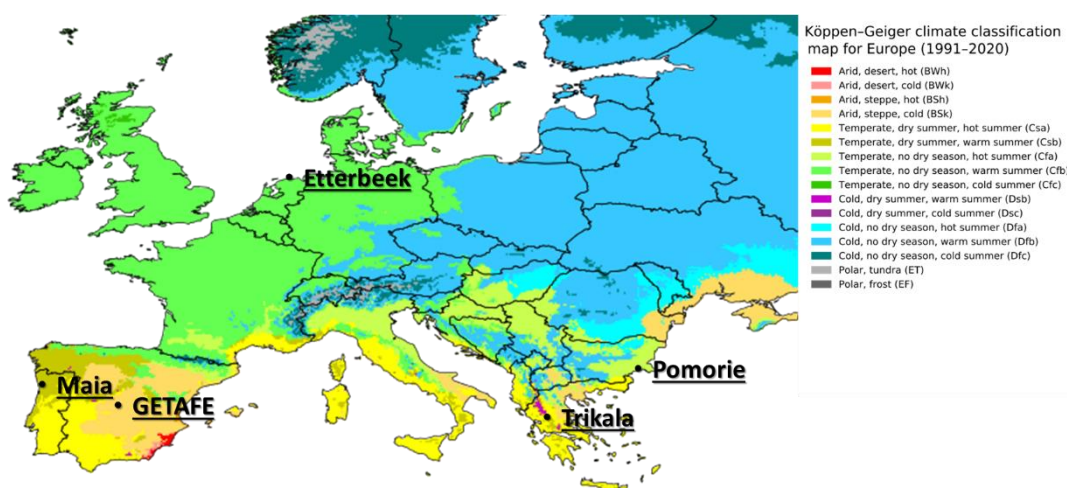 Köppen–Geiger climate classification
map for Europe (1991–2020)
Arid, desert, hot (BWh)
Arid, desert, cold (BWk)
Arid, steppe, hot (BSh)
Arid, steppe, cold (BSk)
Temperate, dry summer, hot summer (Csa)
Temperate, dry summer, warm summer (Csb)
Temperate, no dry season, hot summer (Cfa)
Temperate, no dry season, warm summer (Cfb)
Temperate, no dry season, cold summer (Cfc)
Cold, dry summer, warm summer (Dsb)
Cold, dry summer, cold summer (Dsc)
Cold, no dry season, hot summer (Dfa)
Cold, no dry season, warm summer (Dfb)
Cold, no dry season, cold summer (Dfc)
Polar, tundra (ET)
Polar, frost (EF)
Etterbeek
Pomorie
Maia
GETAFE
Trikala